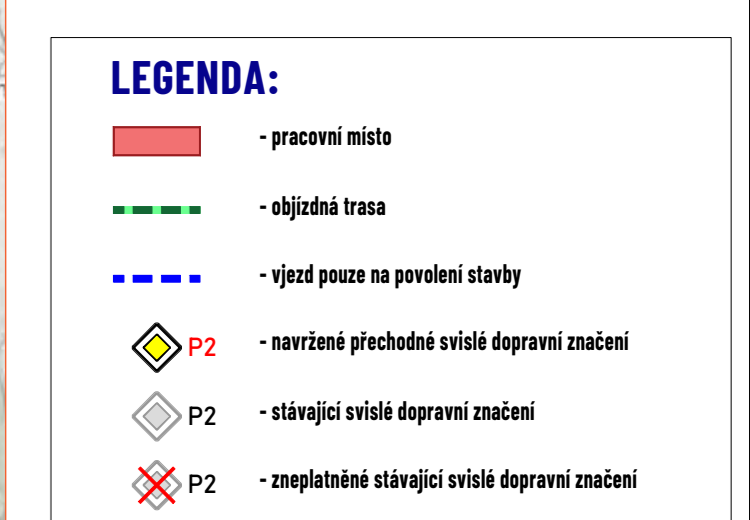 LEGENDA:
- pracovní místo
- objízdná trasa
- vjezd pouze na povolení stavby
P2 - navržené přechodné svislé dopravní značení
P2 - stávající svislé dopravní značení
P2 - zneplatněné stávající svislé dopravní značení